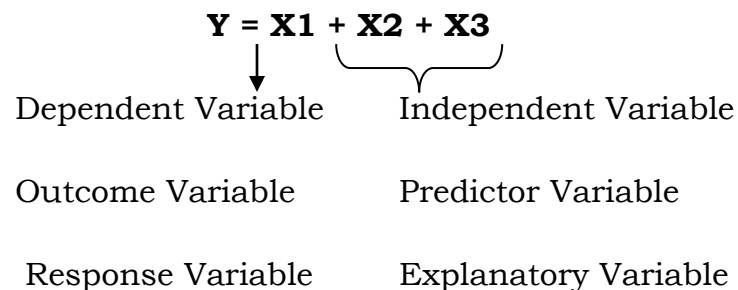 Y = X1 + X2 + X3
Dependent Variable Independent Variable
Outcome Variable Predictor Variable
Response Variable Explanatory Variable